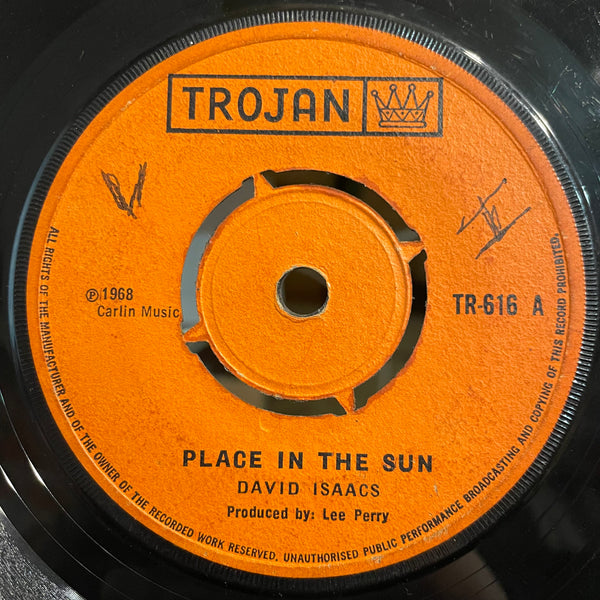 TROJAN
℗1968
Carlin Music
TR-616 A
PLACE IN THE SUN
DAVID ISAACS
Produced by: Lee Perry
ALL RIGHTS OF THE MANUFACTURER AND OF THE OWNER OF THE RECORDED WORK RESERVED. UNAUTHORISED PUBLIC PERFORMANCE BROADCASTING AND COPYING OF THIS RECORD PROHIBITED.